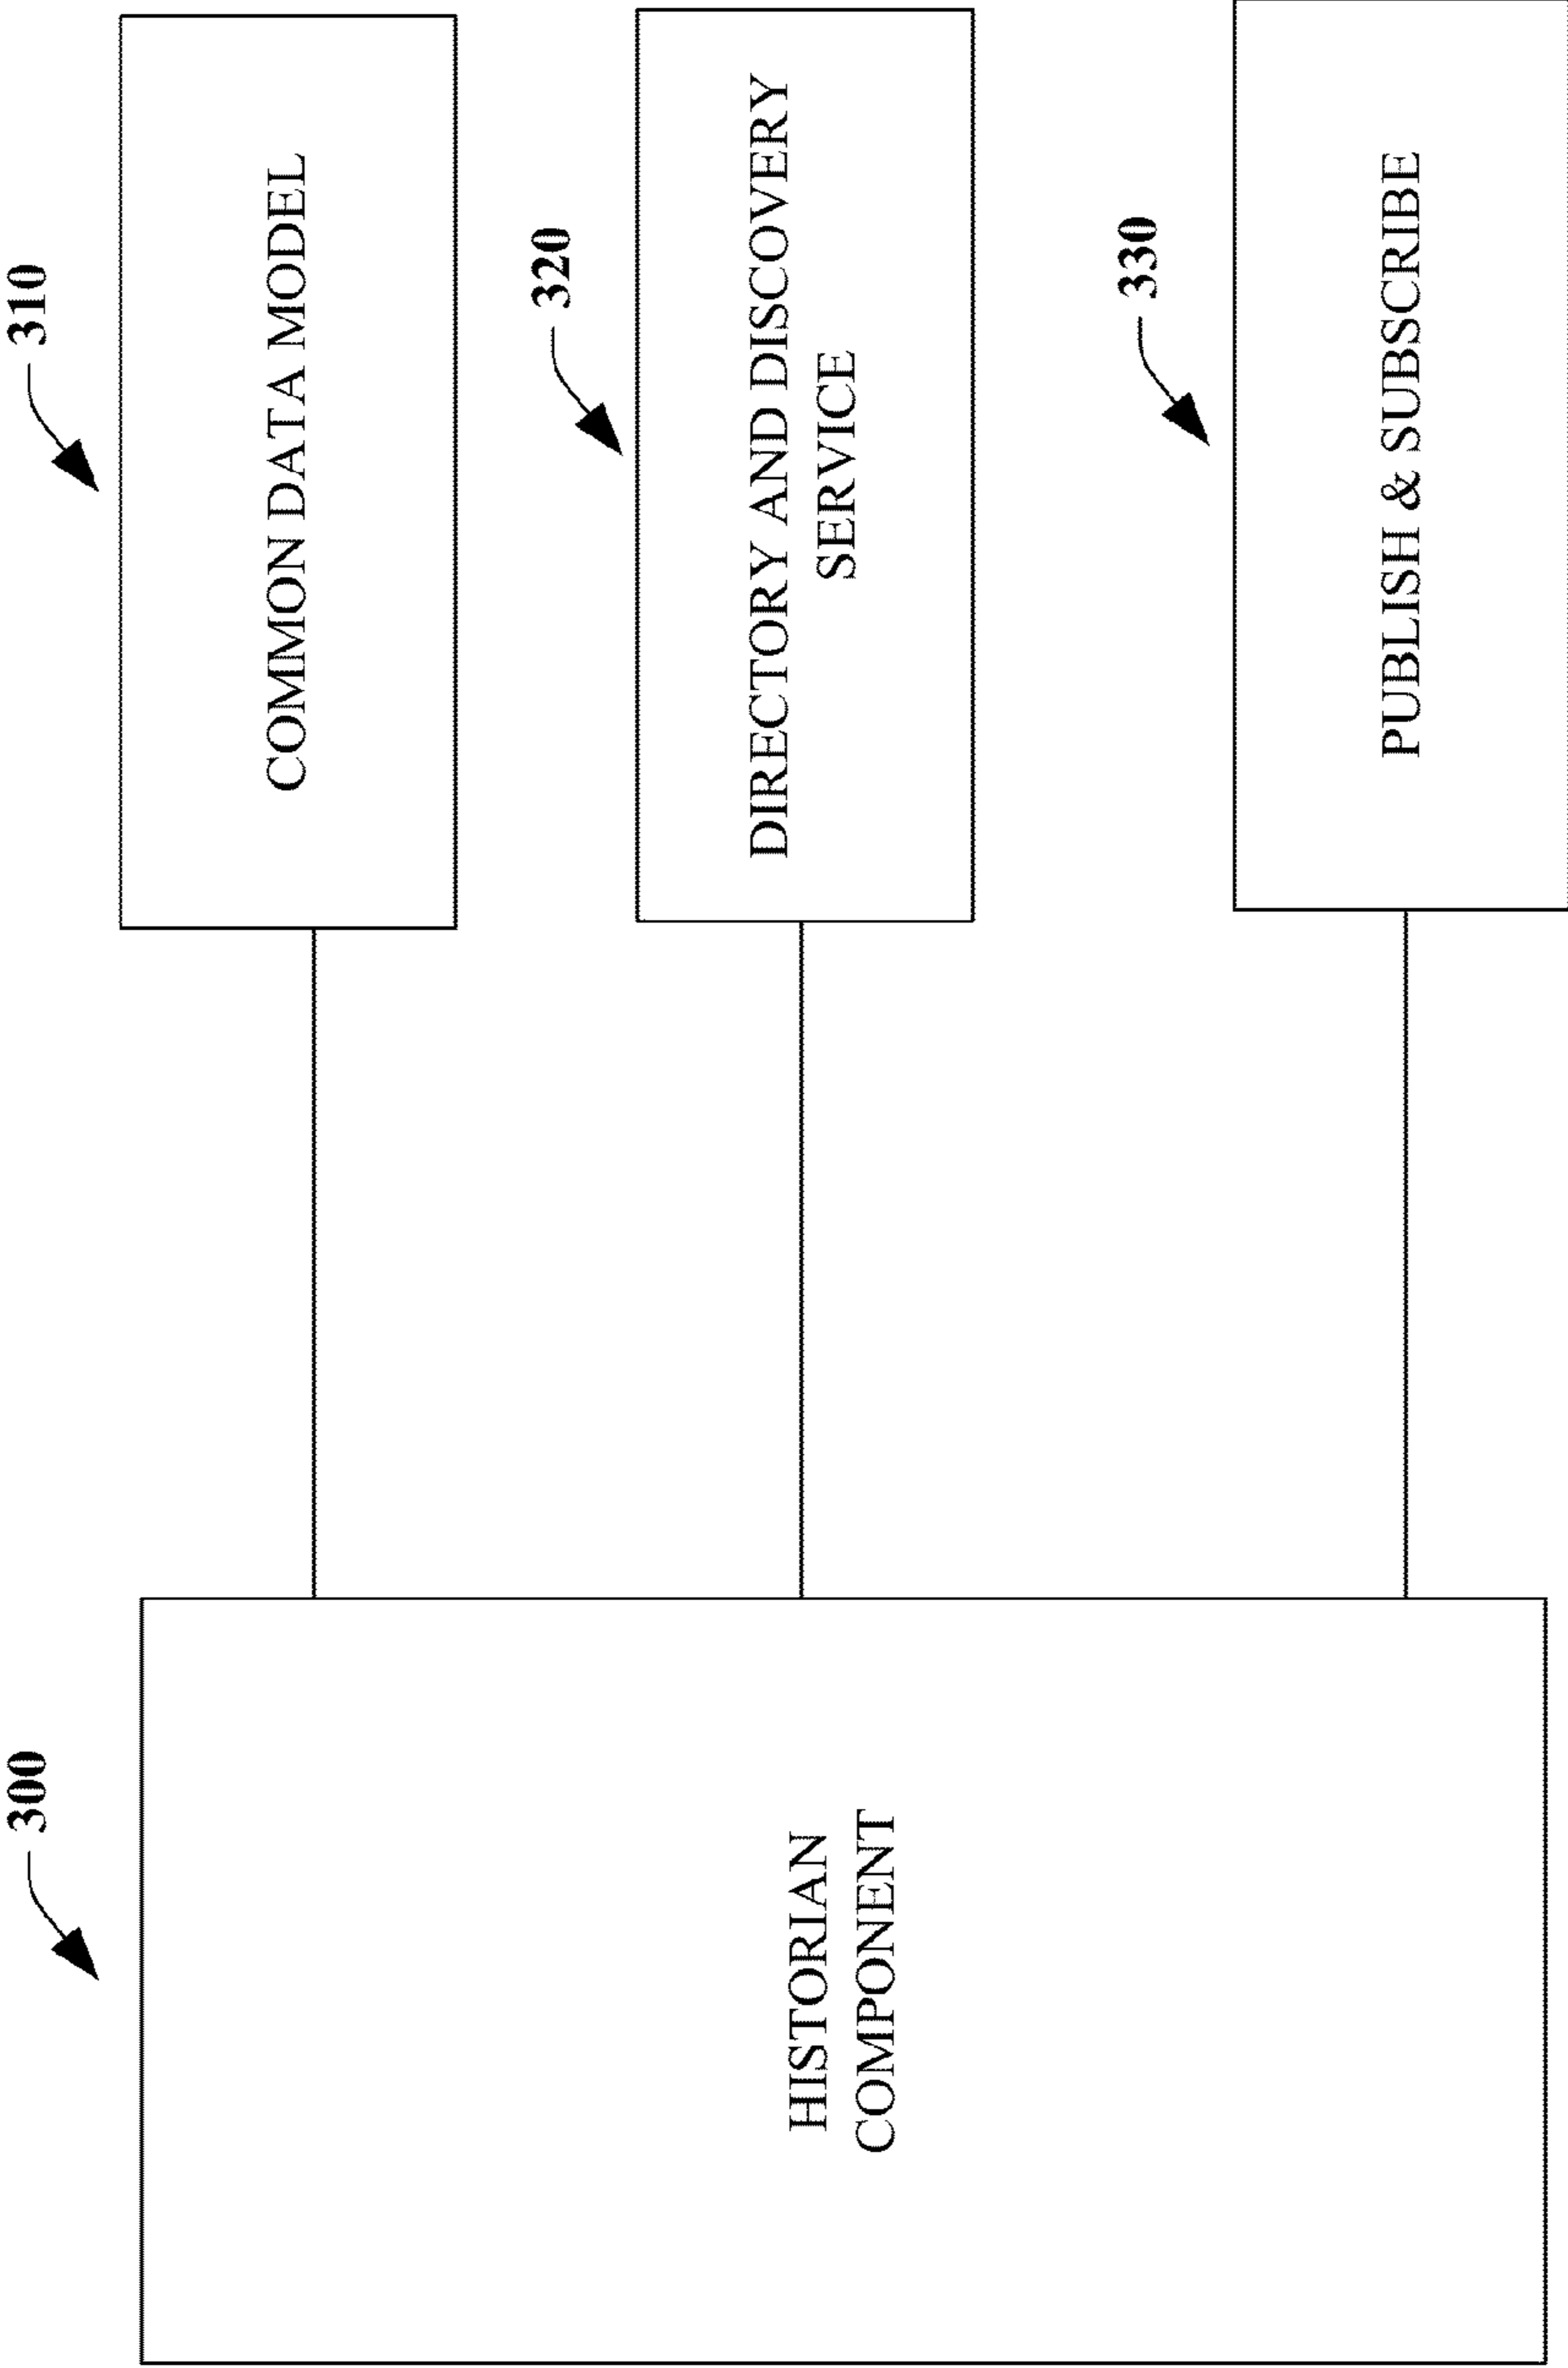 300
HISTORIAN
COMPONENT
310
COMMON DATA MODEL
320
DIRECTORY AND DISCOVERY
SERVICE
330
PUBLISH & SUBSCRIBE